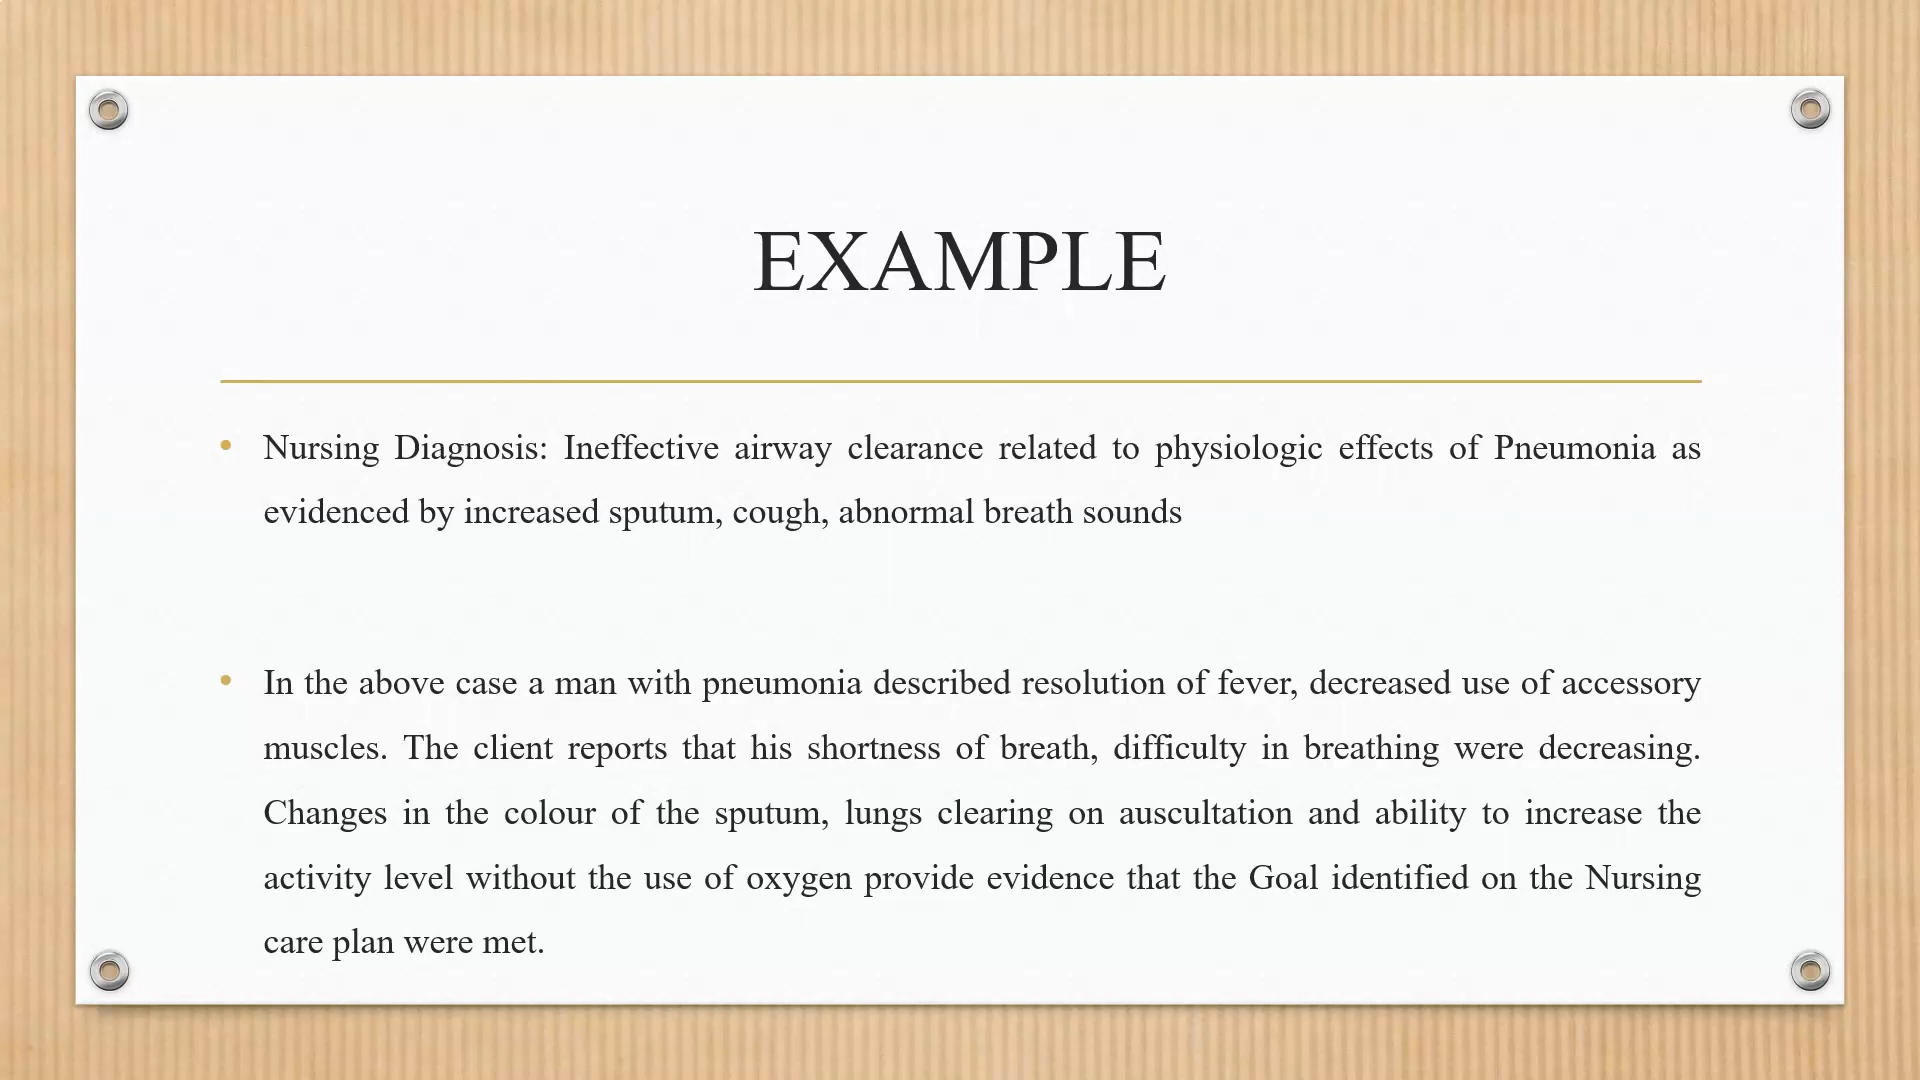 EXAMPLE
• Nursing Diagnosis: Ineffective airway clearance related to physiologic effects of Pneumonia as
evidenced by increased sputum, cough, abnormal breath sounds
• In the above case a man with pneumonia described resolution of fever, decreased use of accessory
muscles. The client reports that his shortness of breath, difficulty in breathing were decreasing.
Changes in the colour of the sputum, lungs clearing on auscultation and ability to increase the
activity level without the use of oxygen provide evidence that the Goal identified on the Nursing
care plan were met.